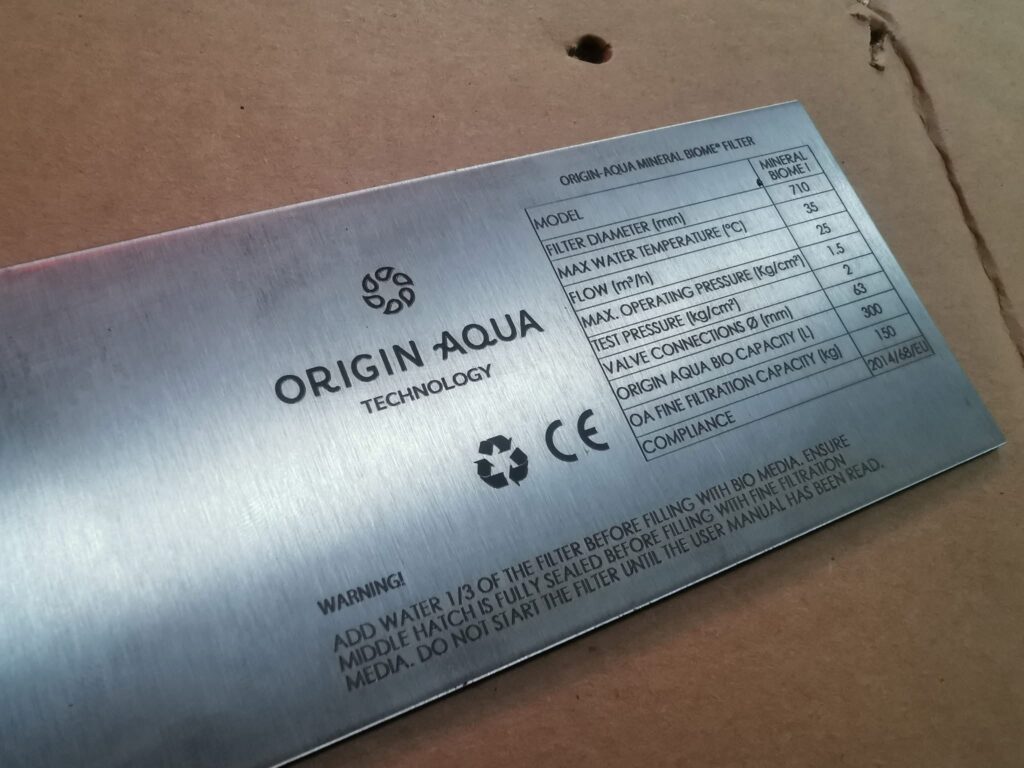 ORIGIN-AQUA MINERAL BIOME® FILTER
MODEL MINERAL BIOME I
FILTER DIAMETER (mm) 710
MAX WATER TEMPERATURE (ºC) 35
FLOW (m³/h) 25
MAX. OPERATING PRESSURE (Kg/cm²) 1.5
TEST PRESSURE (kg/cm²) 2
VALVE CONNECTIONS Ø (mm) 63
ORIGIN AQUA BIO CAPACITY (L) 300
OA FINE FILTRATION CAPACITY (kg) 150
COMPLIANCE 2014/68/EU
ORIGIN AQUA
TECHNOLOGY
CE
WARNING!
ADD WATER 1/3 OF THE FILTER BEFORE FILLING WITH BIO MEDIA. ENSURE
MIDDLE HATCH IS FULLY SEALED BEFORE FILLING WITH FINE FILTRATION
MEDIA. DO NOT START THE FILTER UNTIL THE USER MANUAL HAS BEEN READ.